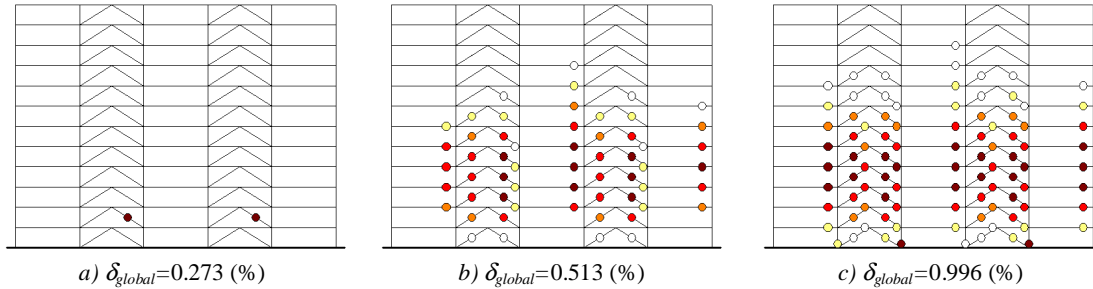 a) δglobal=0.273 (%)
b) δglobal=0.513 (%)
c) δglobal=0.996 (%)